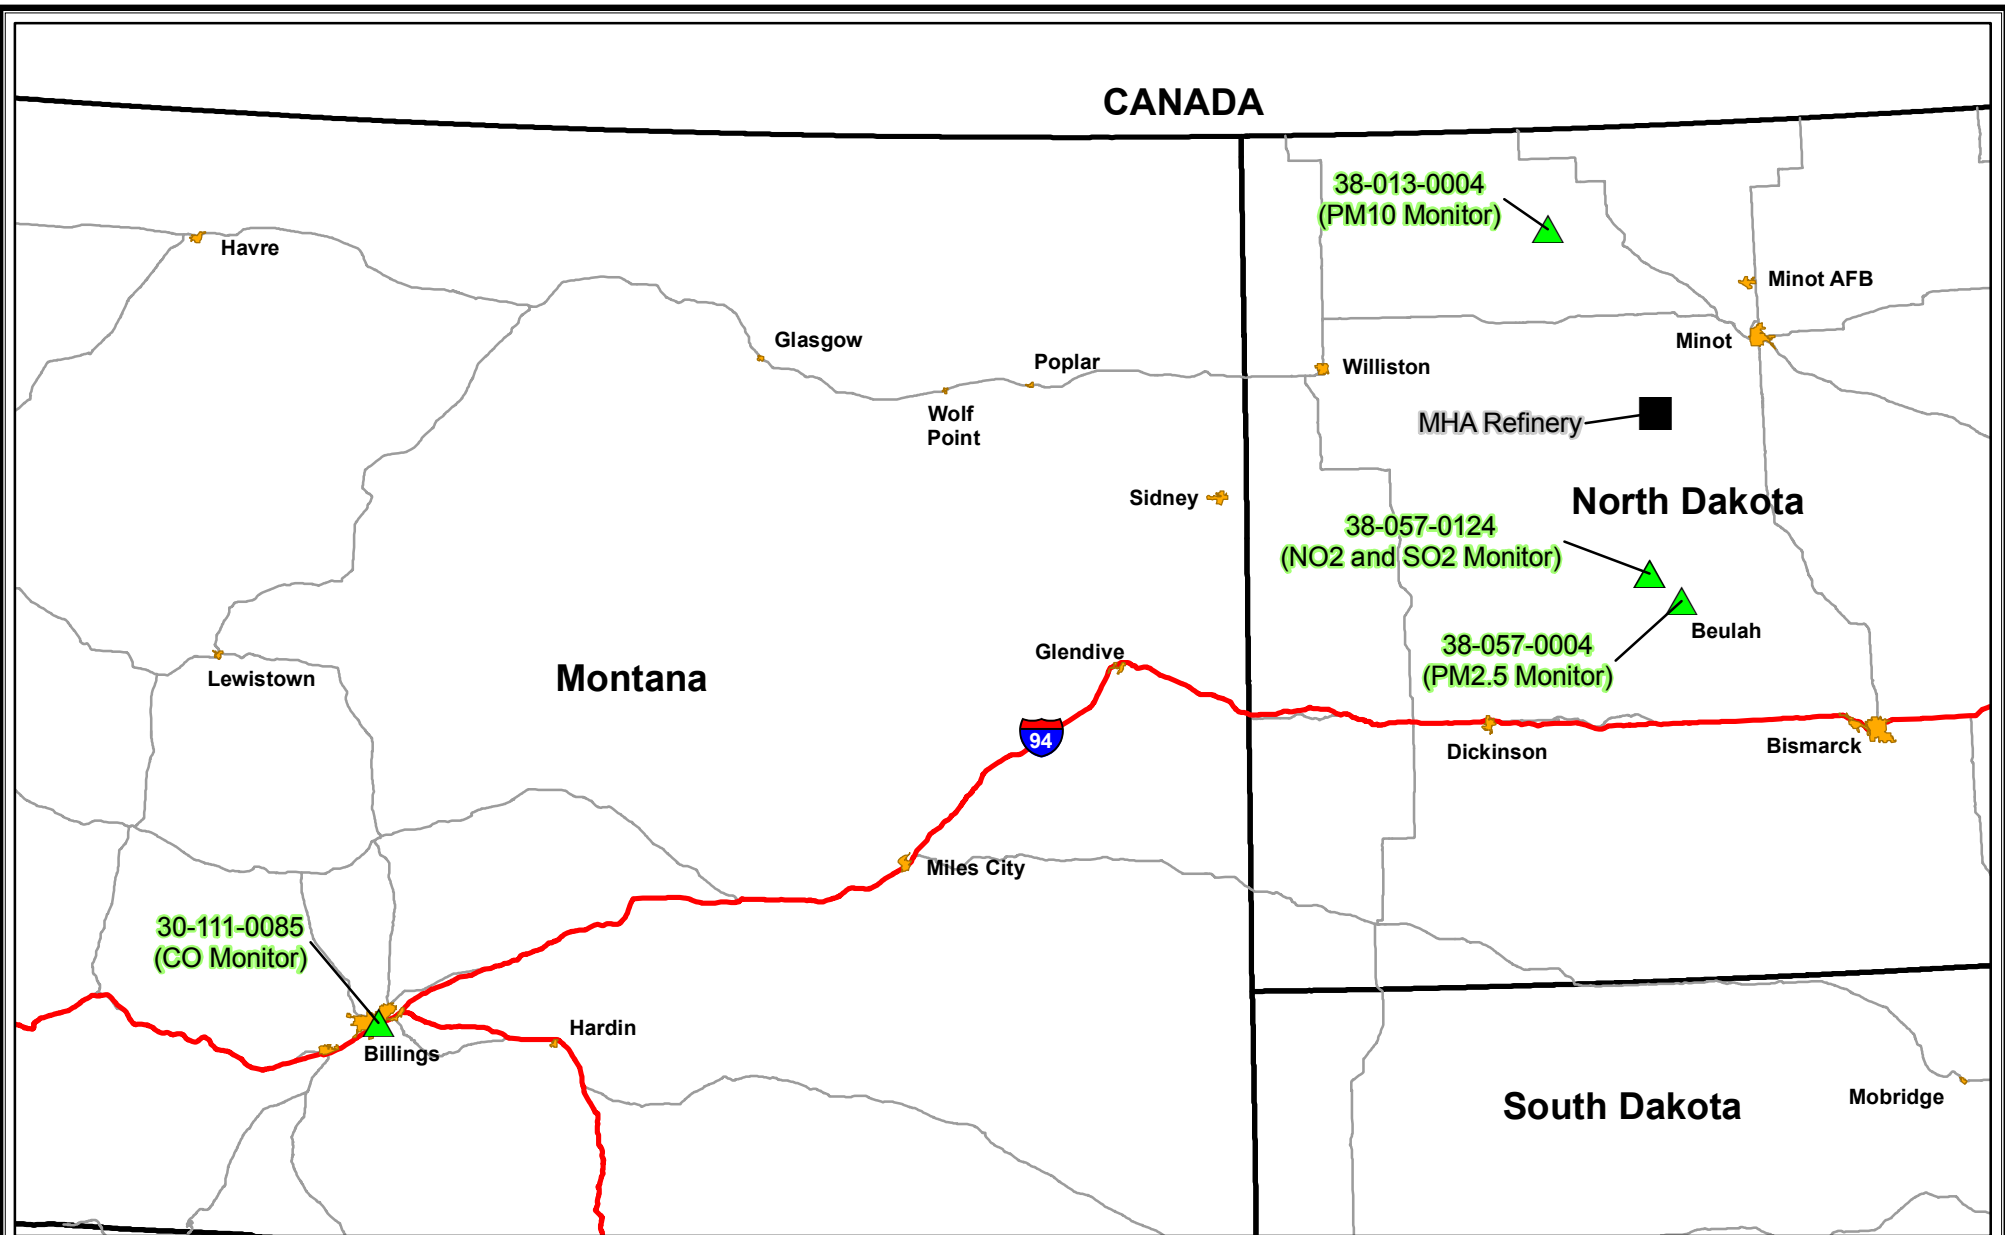 CANADA
38-013-0004
(PM10 Monitor)
Havre
Minot AFB
Glasgow
Minot
Poplar
Williston
Wolf
Point
MHA Refinery
Sidney
North Dakota
38-057-0124
(NO2 and SO2 Monitor)
Beulah
38-057-0004
(PM2.5 Monitor)
Glendive
Lewistown
Montana
94
Dickinson
Bismarck
Miles City
30-111-0085
(CO Monitor)
Hardin
Billings
South Dakota
Mobridge